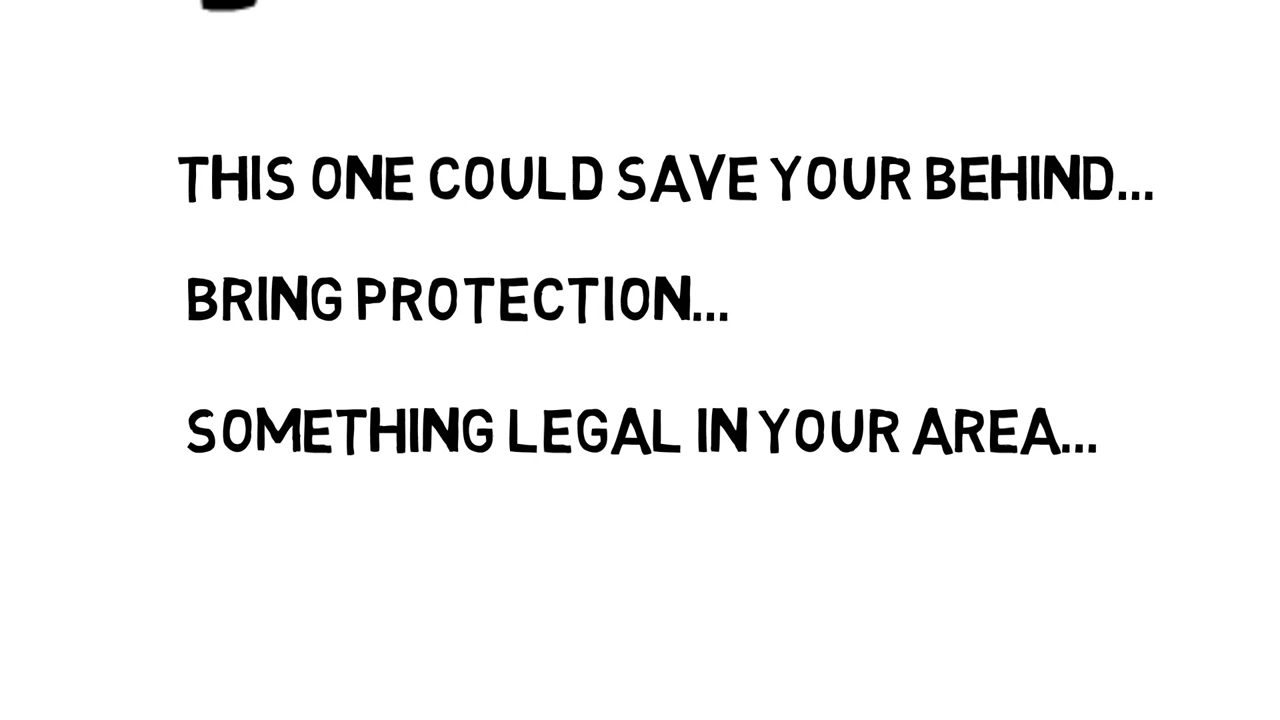 THIS ONE COULD SAVE YOUR BEHIND...
BRING PROTECTION...
SOMETHING LEGAL IN YOUR AREA...